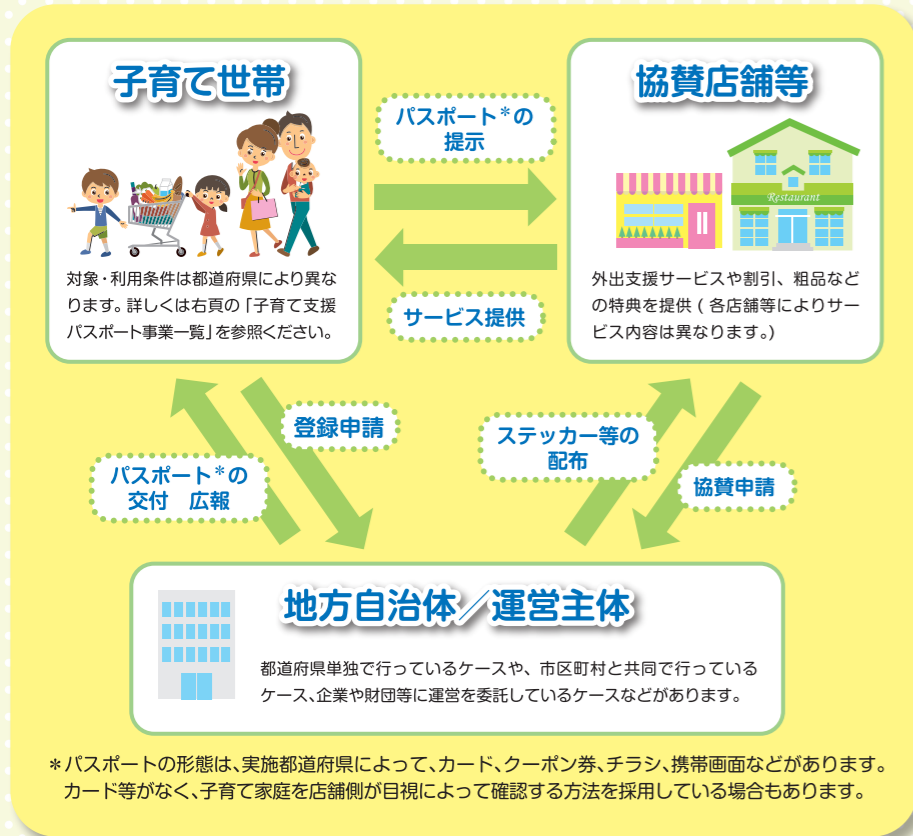 子育て世帯
対象・利用条件は都道府県により異な
ります。詳しくは右頁の「子育て支援
パスポート事業一覧」を参照ください。
パスポート*の
提示
サービス提供
協賛店舗等
Restaurant
外出支援サービスや割引、粗品など
の特典を提供(各店舗等によりサー
ビス内容は異なります。)
パスポート*の
交付 広報
登録申請
ステッカー等の
配布
協賛申請
地方自治体/運営主体
都道府県単独で行っているケースや、市区町村と共同で行っている
ケース、企業や財団等に運営を委託しているケースなどがあります。
*パスポートの形態は、実施都道府県によって、カード、クーポン券、チラシ、携帯画面などがあります。
カード等がなく、子育て家庭を店舗側が目視によって確認する方法を採用している場合もあります。